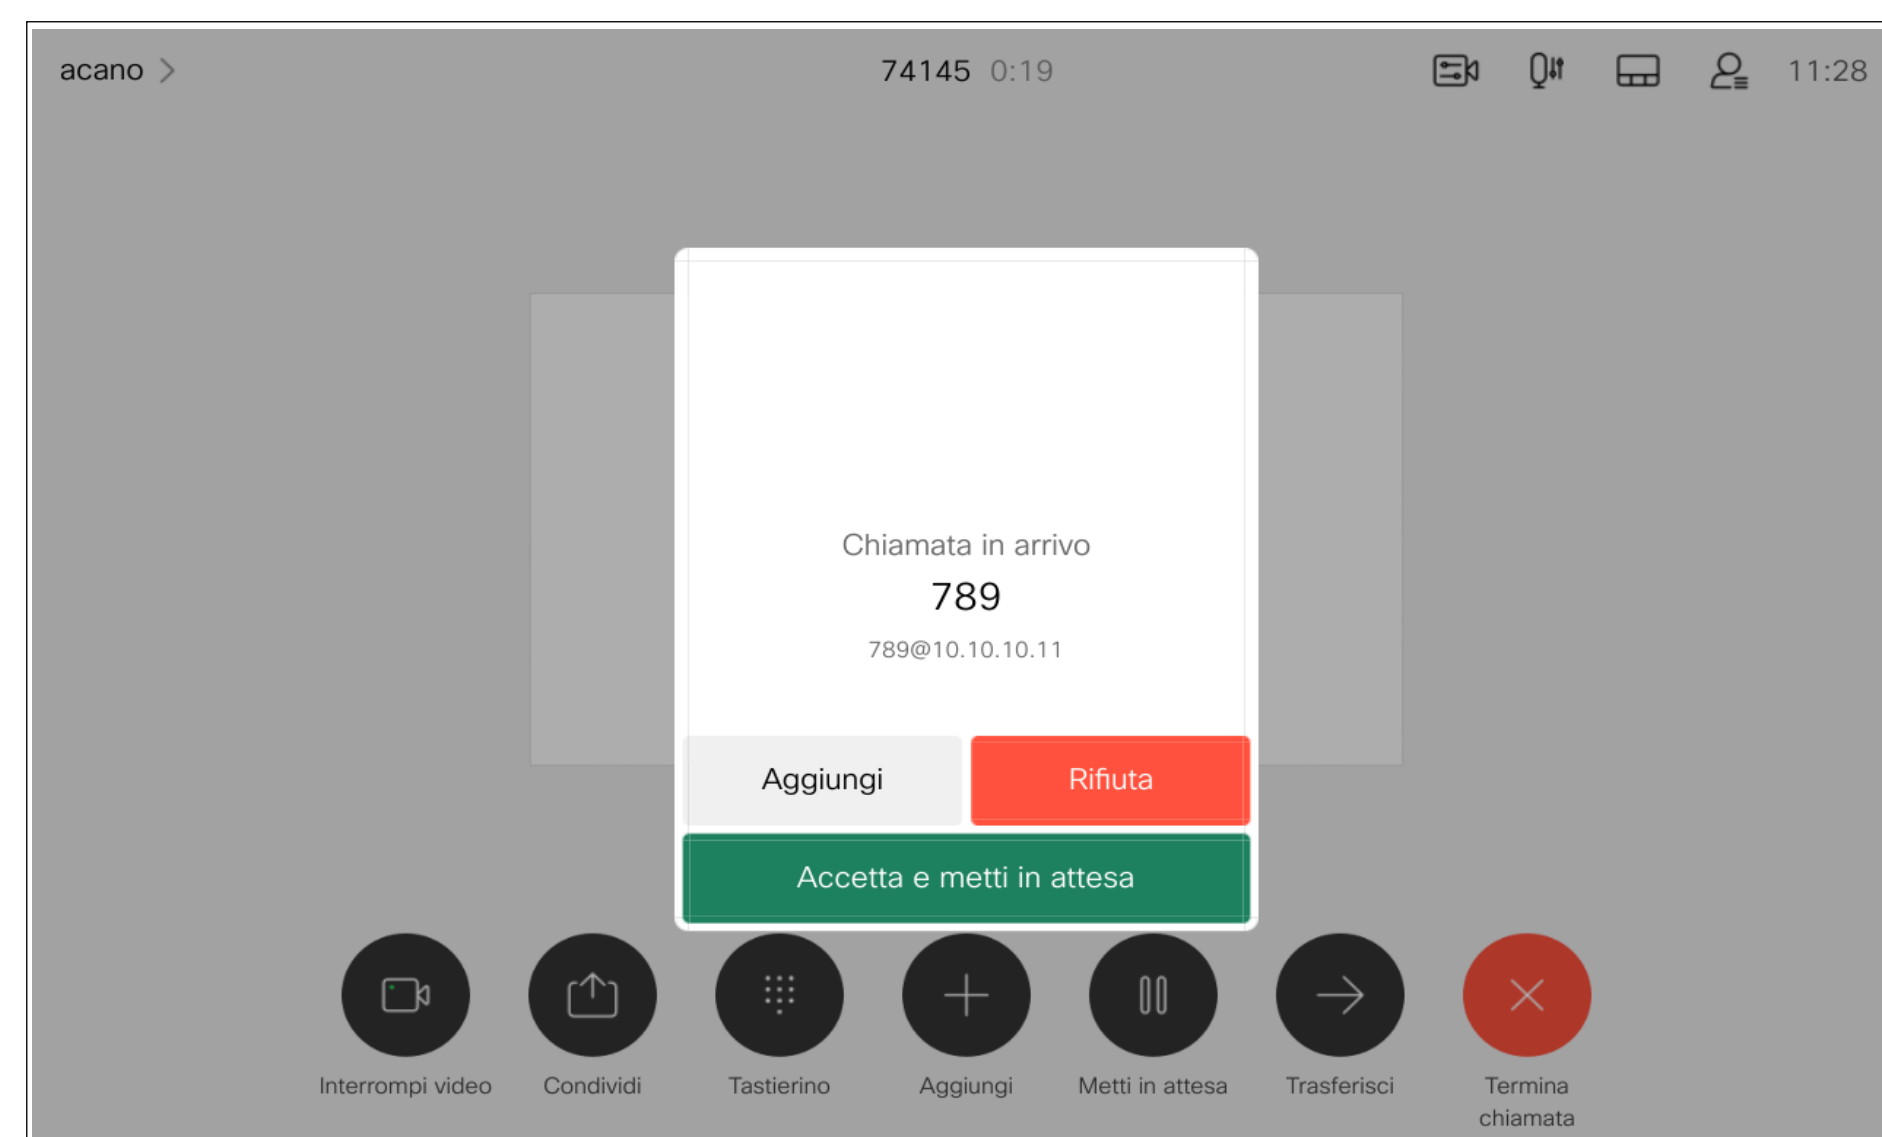 acano
74145 0:19
11:28
Chiamata in arrivo
789
789@10.10.10.11
Aggiungi
Rifiuta
Accetta e metti in attesa
Interrompi video
Condividi
Tastierino
Aggiungi
Metti in attesa
Trasferisci
Termina
chiamata